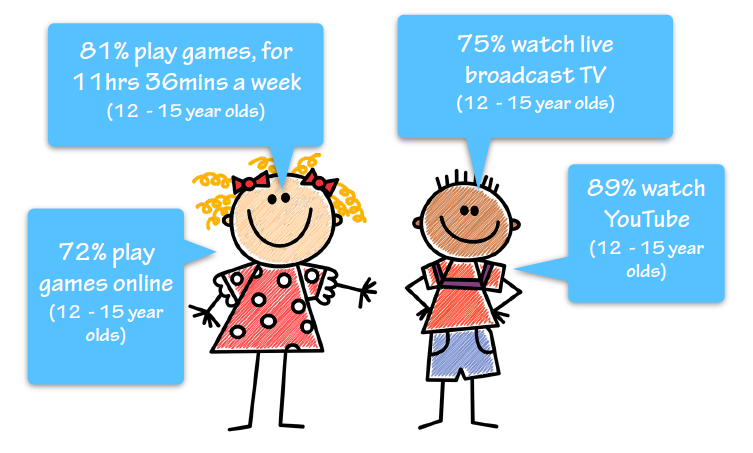 81% play games, for
11hrs 36mins a week
(12 - 15 year olds)
75% watch live
broadcast TV
(12 - 15 year olds)
89% watch
YouTube
(12 - 15 year
olds)
72% play
games online
(12 - 15 year
olds)